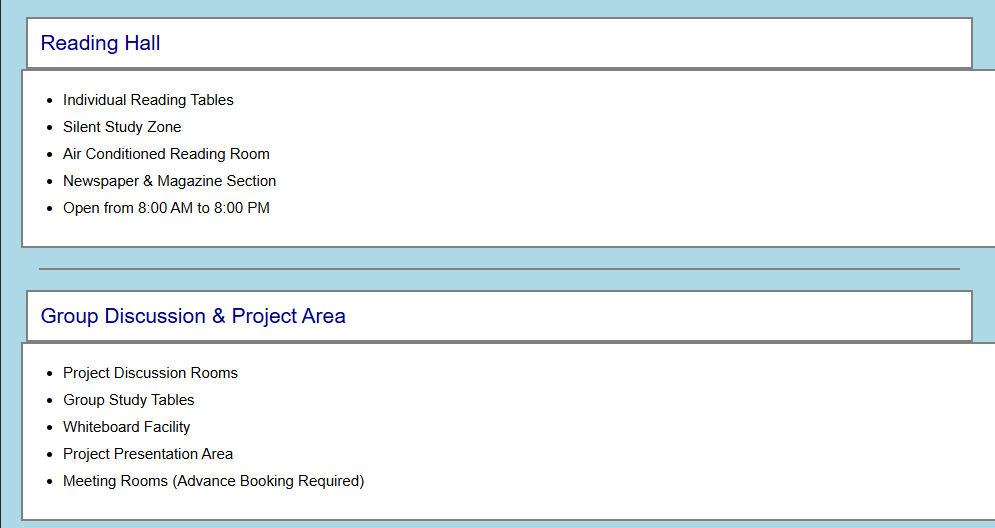 Reading Hall
Individual Reading Tables
Silent Study Zone
Air Conditioned Reading Room
Newspaper & Magazine Section
Open from 8:00 AM to 8:00 PM
Group Discussion & Project Area
Project Discussion Rooms
Group Study Tables
Whiteboard Facility
Project Presentation Area
Meeting Rooms (Advance Booking Required)